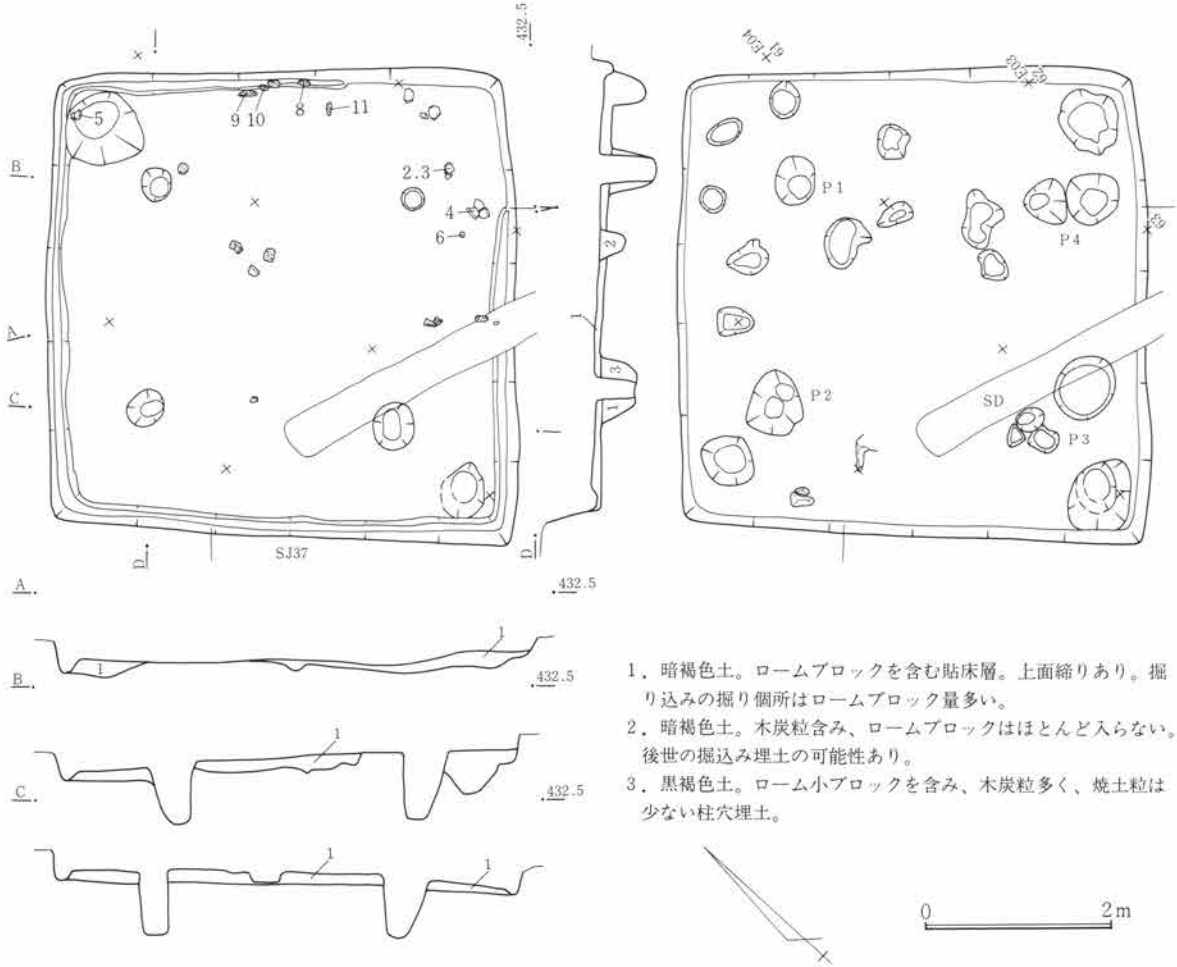 432.5
61
+E04
62
E03
9 10 8 11
5
2.3
4
6
B
A
C
D
SJ37
2
1
3
1
D
P1
P4
63
P2
SD
P3
A 432.5
1
1
B 432.5
1
C 432.5
1
1
1. 暗褐色土。ロームブロックを含む貼床層。上面締りあり。掘
り込みの掘り個所はロームブロック量多い。
2. 暗褐色土。木炭粒含み、ロームブロックはほとんど入らない。
後世の掘込み埋土の可能性あり。
3. 黒褐色土。ローム小ブロックを含み、木炭粒多く、焼土粒は
少ない柱穴埋土。
0 2m